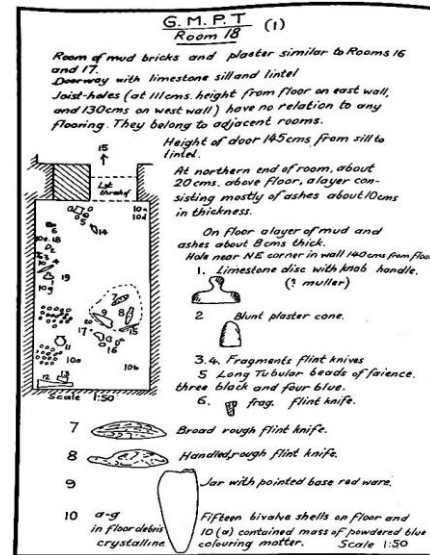 G.M.P.T (1)
Room 18
Room of mud bricks and plaster similar to Rooms 16
and 17.
Doorway with limestone sill and lintel
Joist-holes (at 111cms. height from floor on east wall,
and 130cms on west wall) have no relation to any
flooring. They belong to adjacent rooms.
Height of door 145cms. from sill to
lintel.
15
At northern end of room, about
20cms. above floor, a layer con-
sisting mostly of ashes about 10cms
in thickness.
On floor a layer of mud and
ashes about 8cms thick.
Hole near NE corner in wall 140cms from floor
1. Limestone disc with knob handle.
(? muller)
2 Blunt plaster cone.
3.4. Fragments flint knives
5 Long Tubular beads of faience.
three black and four blue.
Scale 1:50
6. frag. flint knife.
7 Broad rough flint knife.
8 Handled, rough flint knife.
9 Jar with pointed base red ware.
10 a-g Fifteen bivalve shells on floor and
in floor debris 10(a) contained mass of powdered blue
crystalline colouring matter. Scale 1:50